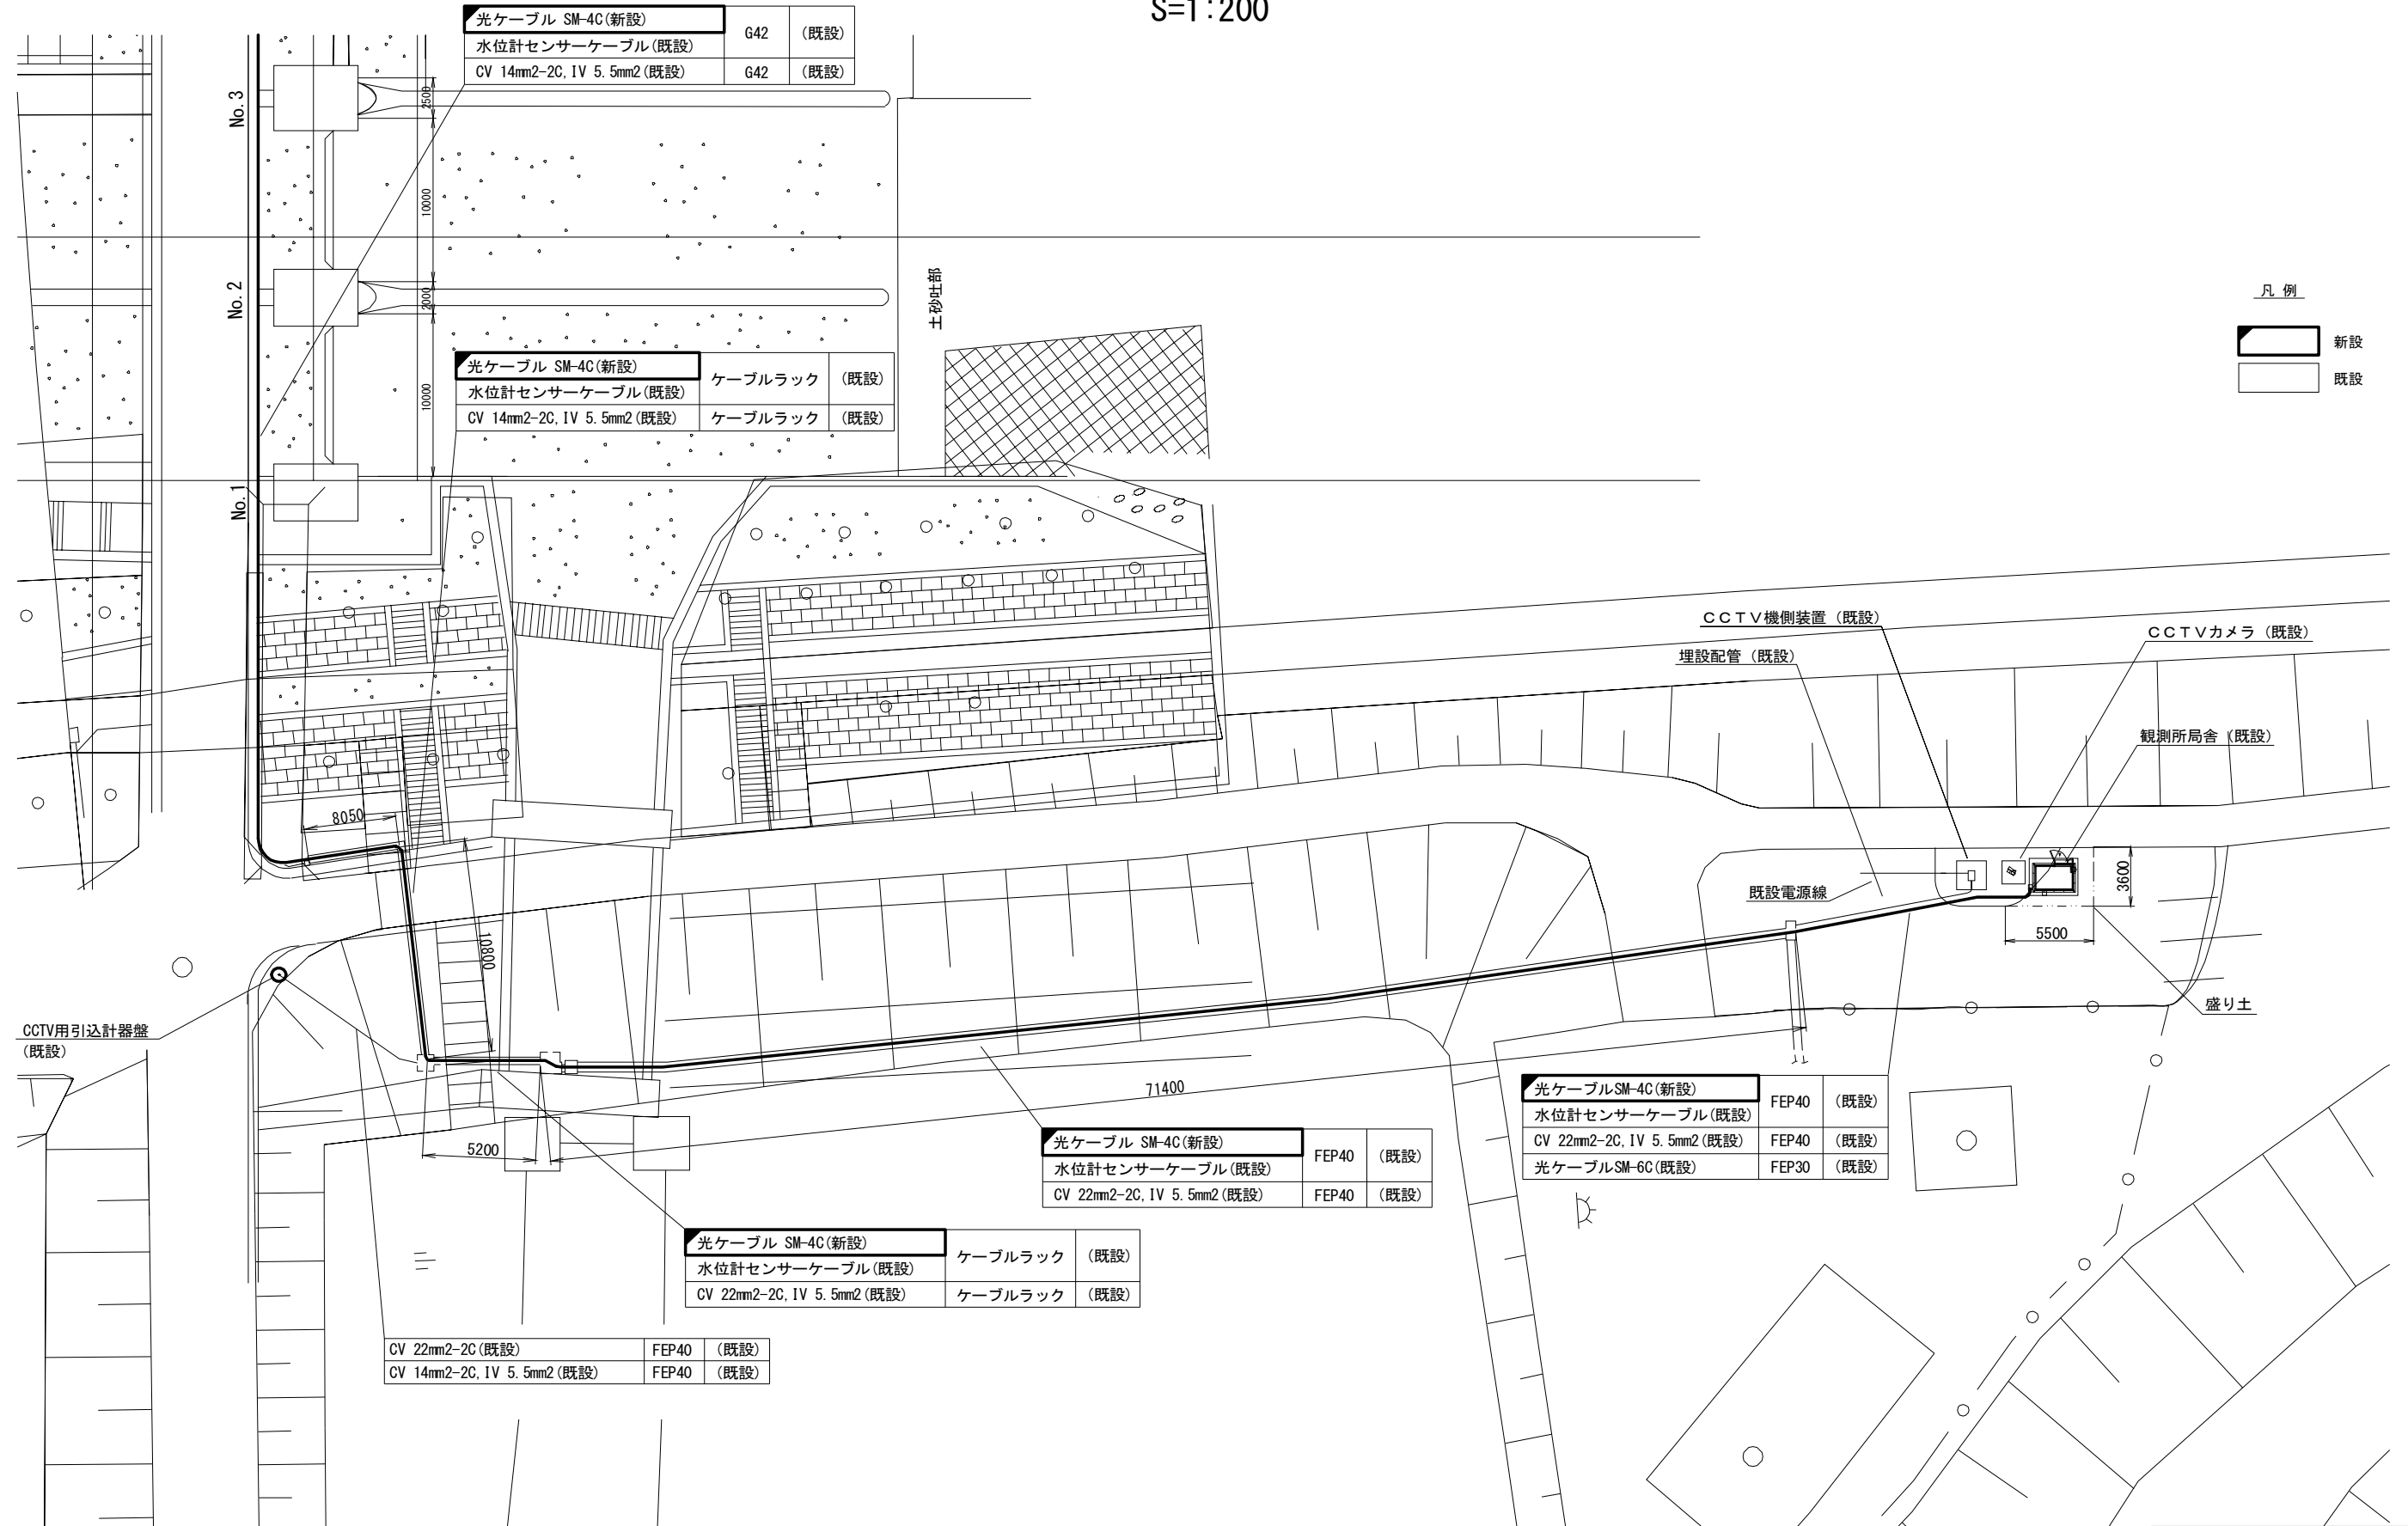 S=1:200
光ケーブル SM-4C(新設)
水位計センサーケーブル(既設)
G42 (既設)
CV 14mm2-2C,IV 5.5mm2(既設) G42 (既設)
No.3
2500
10000
No.2
2000
10000
No.1
土砂吐部
凡 例
新設
既設
光ケーブル SM-4C(新設)
水位計センサーケーブル(既設)
ケーブルラック (既設)
CV 14mm2-2C,IV 5.5mm2(既設) ケーブルラック (既設)
CCTV機側装置(既設)
CCTVカメラ(既設)
埋設配管(既設)
観測所局舎(既設)
既設電源線
3600
5500
盛り土
8050
10800
CCTV用引込計器盤
(既設)
5200
71400
光ケーブルSM-4C(新設)
水位計センサーケーブル(既設)
FEP40 (既設)
CV 22mm2-2C,IV 5.5mm2(既設) FEP40 (既設)
光ケーブルSM-6C(既設) FEP30 (既設)
光ケーブル SM-4C(新設)
水位計センサーケーブル(既設)
FEP40 (既設)
CV 22mm2-2C,IV 5.5mm2(既設) FEP40 (既設)
光ケーブル SM-4C(新設)
水位計センサーケーブル(既設)
ケーブルラック (既設)
CV 22mm2-2C,IV 5.5mm2(既設) ケーブルラック (既設)
CV 22mm2-2C(既設) FEP40 (既設)
CV 14mm2-2C,IV 5.5mm2(既設) FEP40 (既設)